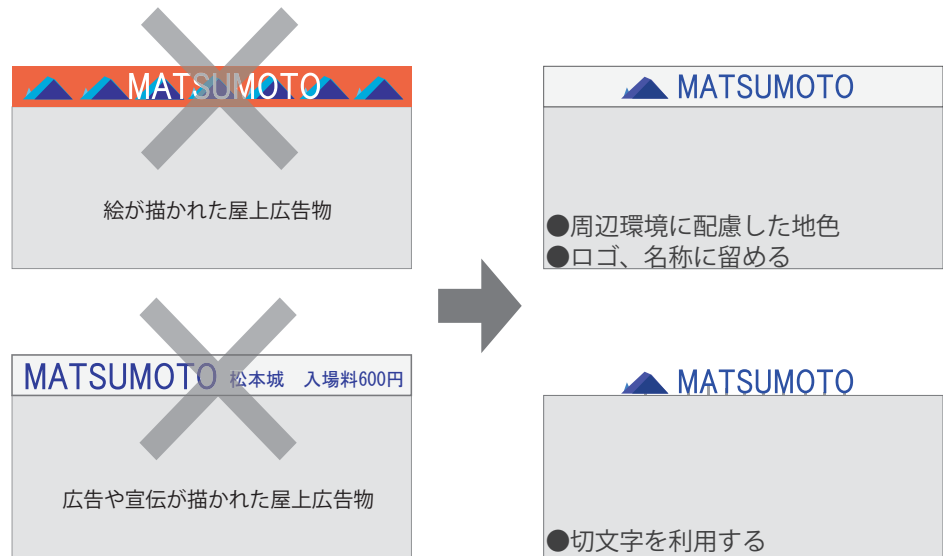 MATSUMOTO
絵が描かれた屋上広告物
MATSUMOTO 松本城 入場料600円
広告や宣伝が描かれた屋上広告物
MATSUMOTO
●周辺環境に配慮した地色
●ロゴ、名称に留める
MATSUMOTO
●切文字を利用する